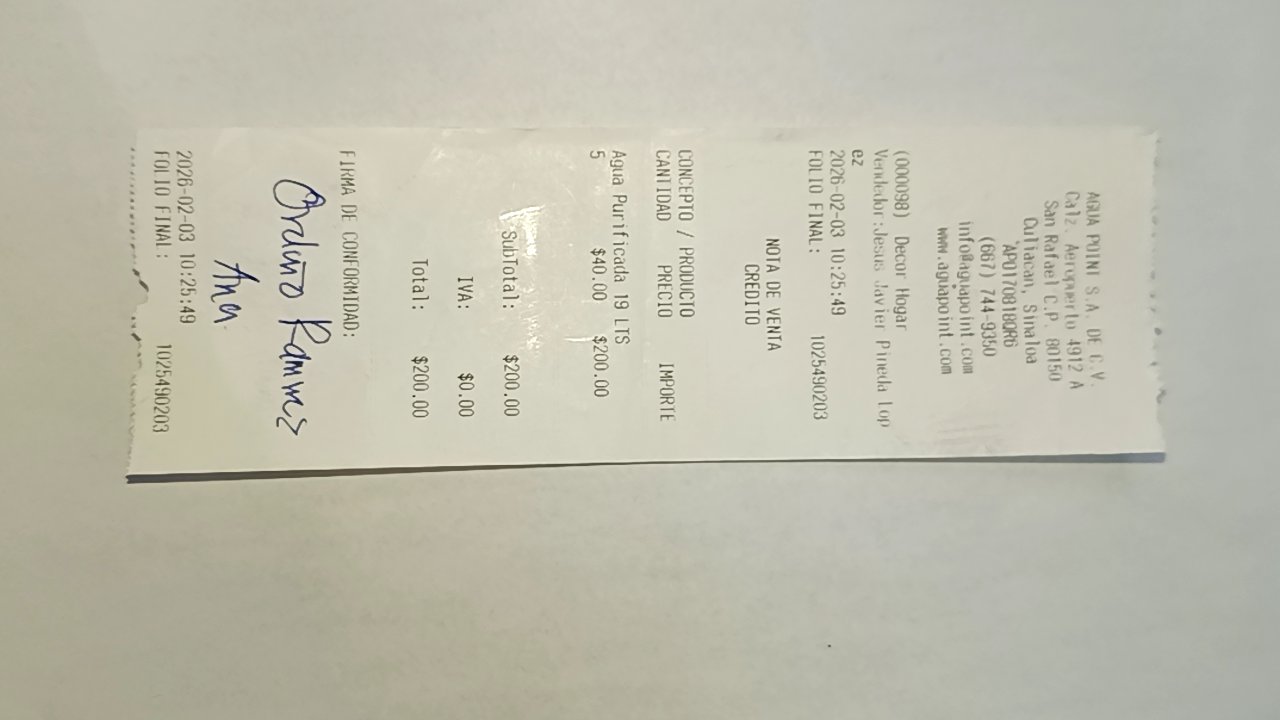 AGUA POINT S.A. DE C.V.
Calz. Aeropuerto 4912 A
San Rafael C.P. 80150
Culiacan, Sinaloa
APO170818QR6
(667) 744-9350
info@aguapoint.com
www.aguapoint.com
(000098) Decor Hogar
Vendedor:Jesus Javier Pineda Lop
ez
2026-02-03 10:25:49
FOLIO FINAL: 1025490203
NOTA DE VENTA
CREDITO
CONCEPTO / PRODUCTO
CANTIDAD PRECIO IMPORTE
Agua Purificada 19 LTS
5 $40.00 $200.00
SubTotal: $200.00
IVA: $0.00
Total: $200.00
FIRMA DE CONFORMIDAD:
Orduño Ramirez
Ana
2026-02-03 10:25:49
FOLIO FINAL: 1025490203